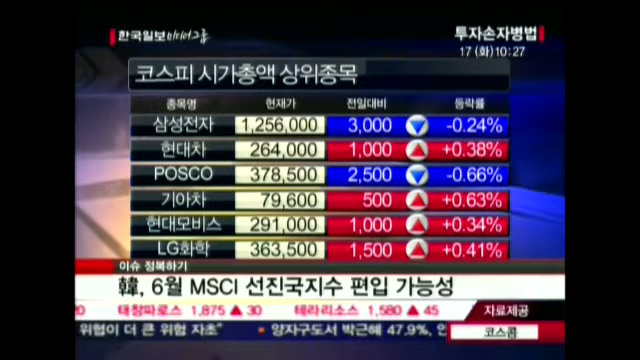 한국일보 미디어그룹
투자손자병법
17 (화)10:27
코스피 시가총액 상위종목
종목명 현재가 전일대비 등락률
삼성전자 1,256,000 3,000 ▼ -0.24%
현대차 264,000 1,000 ▲ +0.38%
POSCO 378,500 2,500 ▼ -0.66%
기아차 79,600 500 ▲ +0.63%
현대모비스 291,000 1,000 ▲ +0.34%
LG화학 363,500 1,500 ▲ +0.41%
이슈 정복하기
韓, 6월 MSCI 선진국지수 편입 가능성
20 태창파로스 1,875 ▲ 30 테라리소스 1,580 ▲ 45 자료제공
위협이 더 큰 위험 자초" 양자구도서 박근혜 47.9%, 코스콤